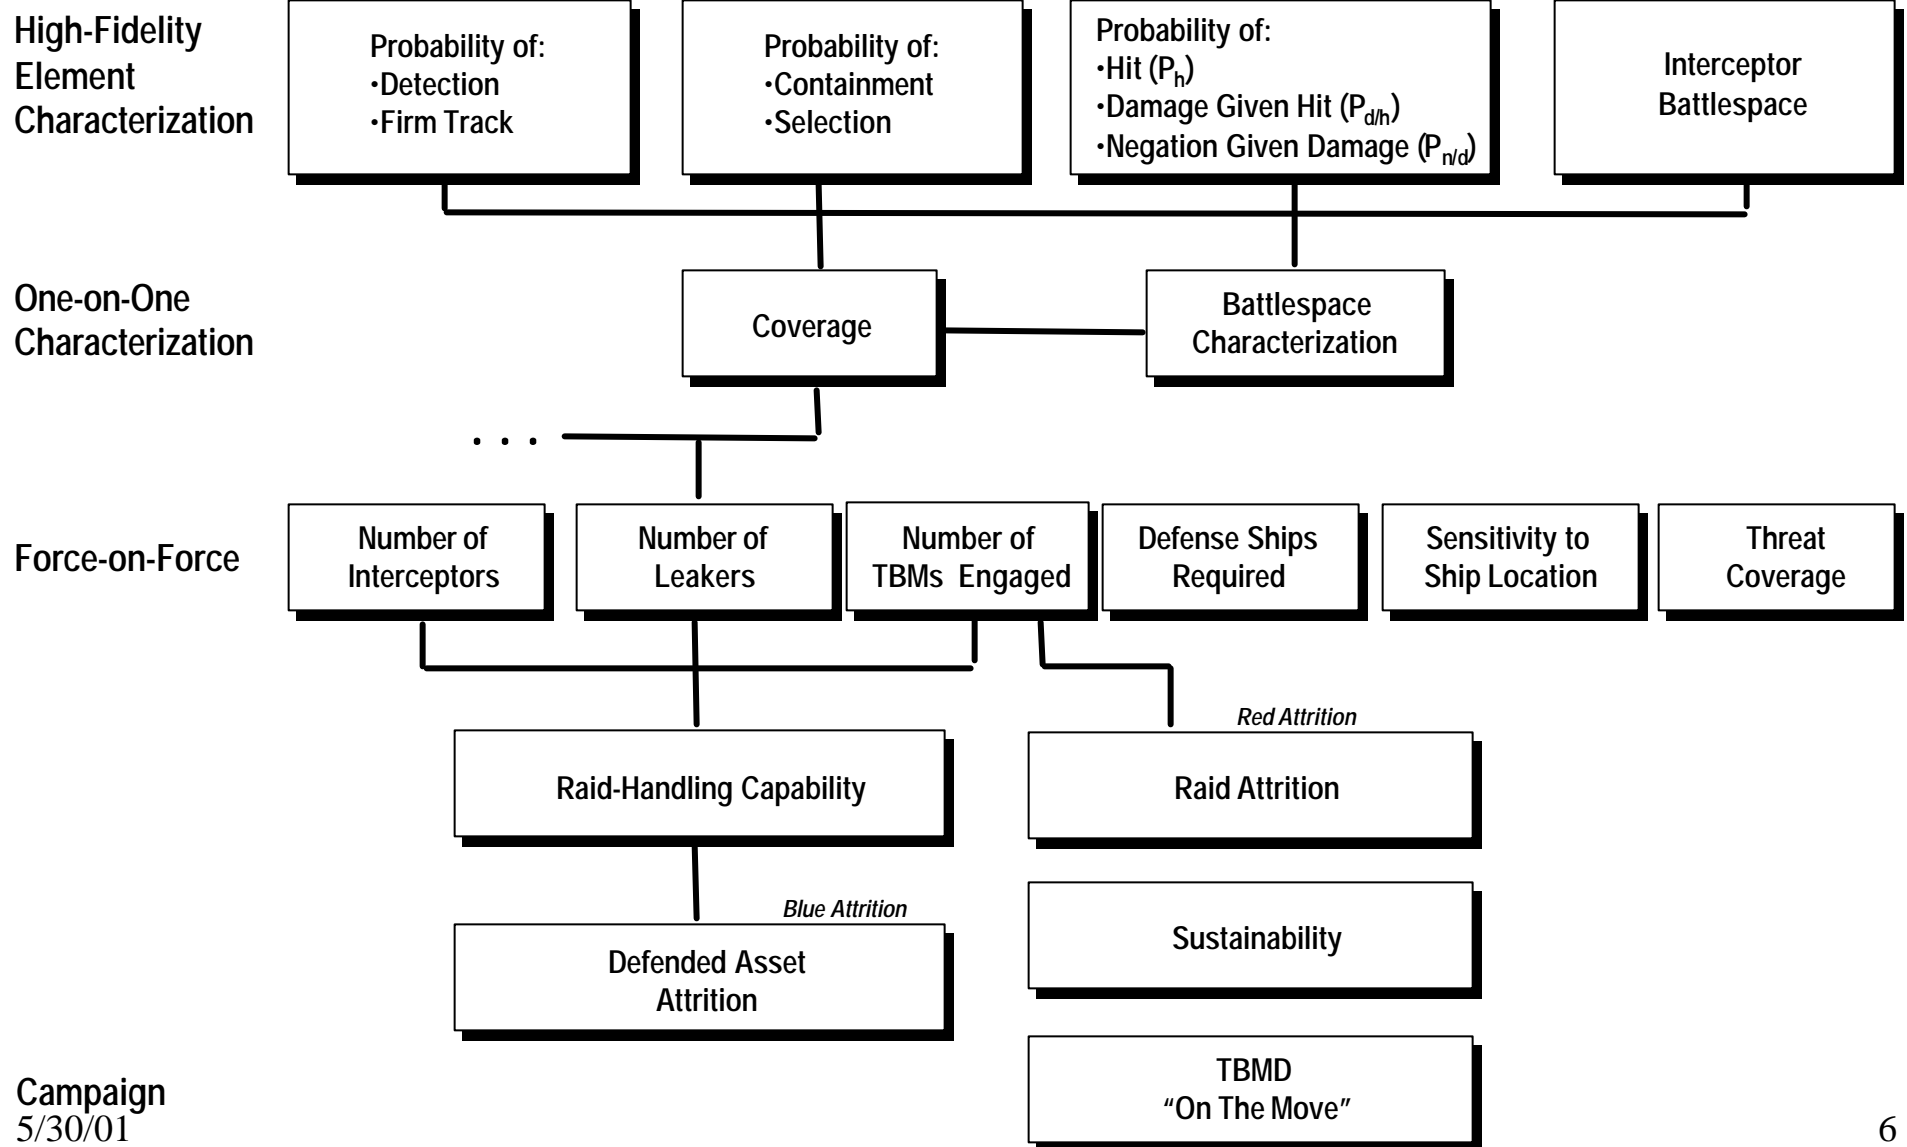 High-Fidelity
Element
Characterization
Probability of:
•Detection
•Firm Track
Probability of:
•Containment
•Selection
Probability of:
•Hit (Ph)
•Damage Given Hit (Pd/h)
•Negation Given Damage (Pn/d)
Interceptor
Battlespace
One-on-One
Characterization
Coverage
Battlespace
Characterization
. . .
Force-on-Force
Number of
Interceptors
Number of
Leakers
Number of
TBMs Engaged
Defense Ships
Required
Sensitivity to
Ship Location
Threat
Coverage
Raid-Handling Capability
Red Attrition
Raid Attrition
Blue Attrition
Defended Asset
Attrition
Sustainability
TBMD
“On The Move”
Campaign
5/30/01
6